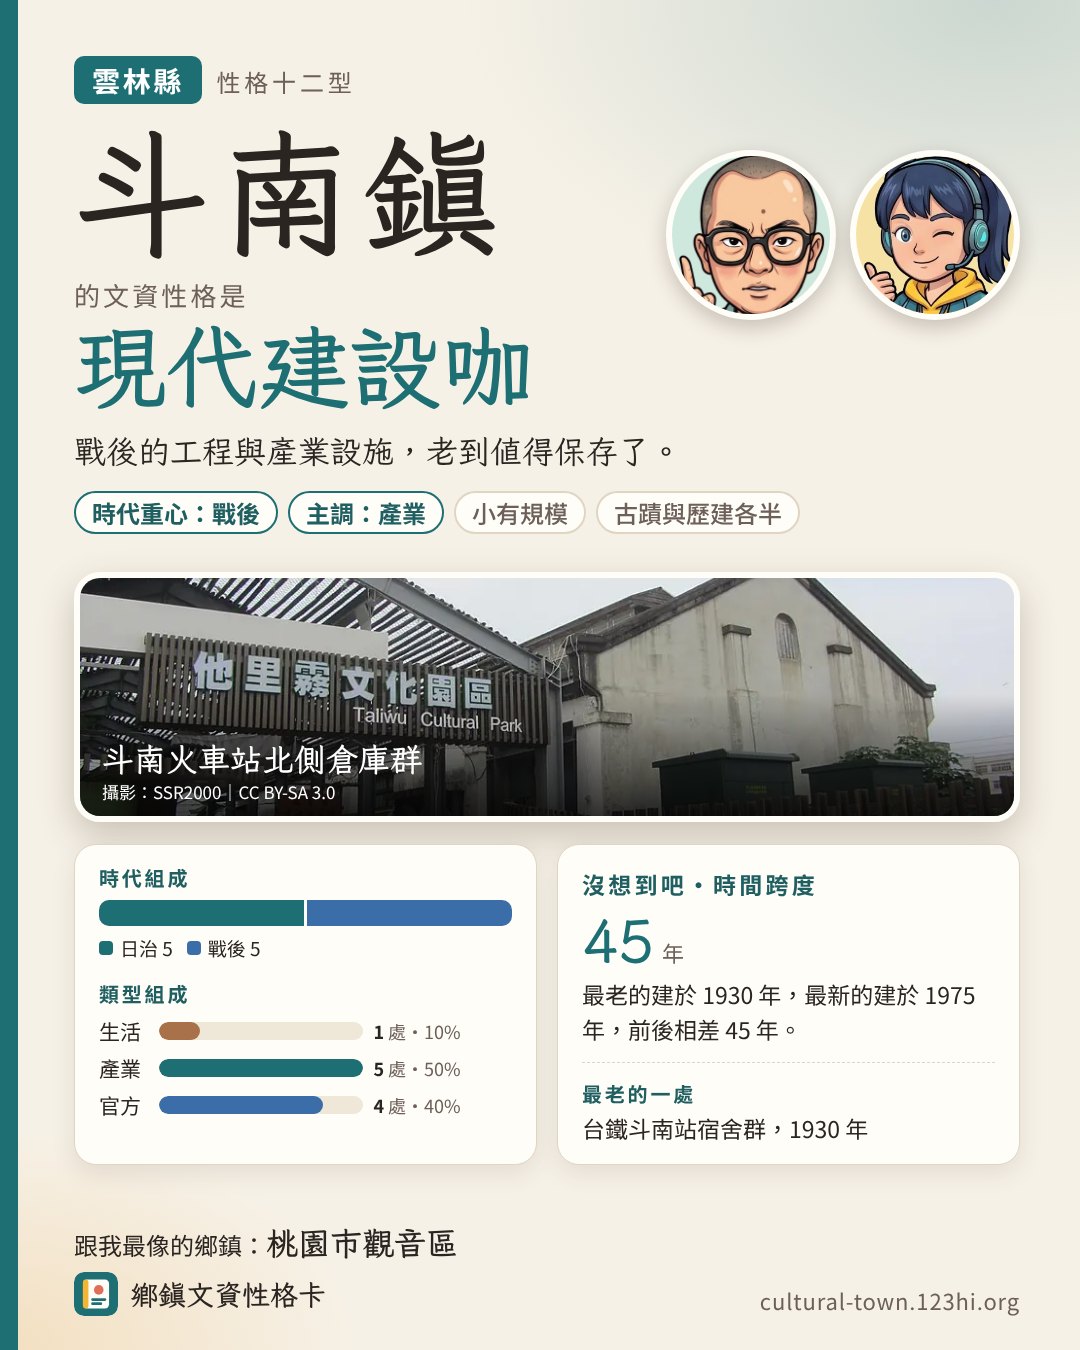 雲林縣 性格十二型
斗南鎮
的文資性格是
現代建設咖
戰後的工程與產業設施，老到值得保存了。
時代重心：戰後 主調：產業 小有規模 古蹟與歷建各半
他里霧文化園區
Taliwu Cultural Park
斗南火車站北側倉庫群
攝影：SSR2000｜CC BY-SA 3.0
時代組成
日治 5 戰後 5
類型組成
生活 1 處・10%
產業 5 處・50%
官方 4 處・40%
沒想到吧・時間跨度
45 年
最老的建於 1930 年，最新的建於 1975
年，前後相差 45 年。
最老的一處
台鐵斗南站宿舍群，1930 年
跟我最像的鄉鎮：桃園市觀音區
鄉鎮文資性格卡
cultural-town.123hi.org